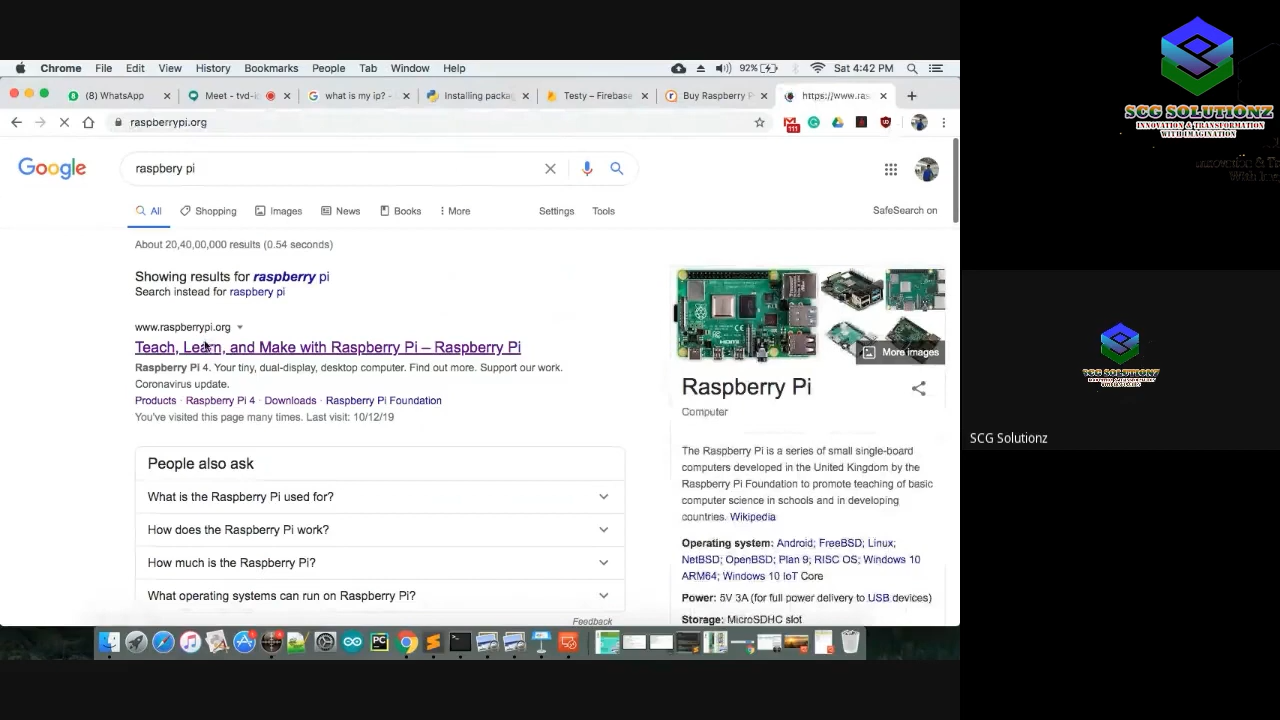 Chrome File Edit View History Bookmarks People Tab Window Help 92% Sat 4:42 PM
(8) WhatsApp Meet - tvd- what is my ip? - Installing packa Testy – Firebase Buy Raspberry P https://www.ras
raspberrypi.org 111
Google raspbery pi
All Shopping Images News Books More Settings Tools SafeSearch on
About 20,40,00,000 results (0.54 seconds)
Showing results for raspberry pi
Search instead for raspbery pi
www.raspberrypi.org
Teach, Learn, and Make with Raspberry Pi – Raspberry Pi
Raspberry Pi 4. Your tiny, dual-display, desktop computer. Find out more. Support our work.
Coronavirus update.
Products · Raspberry Pi 4 · Downloads · Raspberry Pi Foundation
You've visited this page many times. Last visit: 10/12/19
People also ask
What is the Raspberry Pi used for?
How does the Raspberry Pi work?
How much is the Raspberry Pi?
What operating systems can run on Raspberry Pi?
Feedback
More images
Raspberry Pi
Computer
The Raspberry Pi is a series of small single-board
computers developed in the United Kingdom by the
Raspberry Pi Foundation to promote teaching of basic
computer science in schools and in developing
countries. Wikipedia
Operating system: Android; FreeBSD; Linux;
NetBSD; OpenBSD; Plan 9; RISC OS; Windows 10
ARM64; Windows 10 IoT Core
Power: 5V 3A (for full power delivery to USB devices)
Storage: MicroSDHC slot
SCG SOLUTIONZ
INNOVATION & TRANSFORMATION
WITH IMAGINATION
SCG SOLUTIONZ
SCG Solutionz